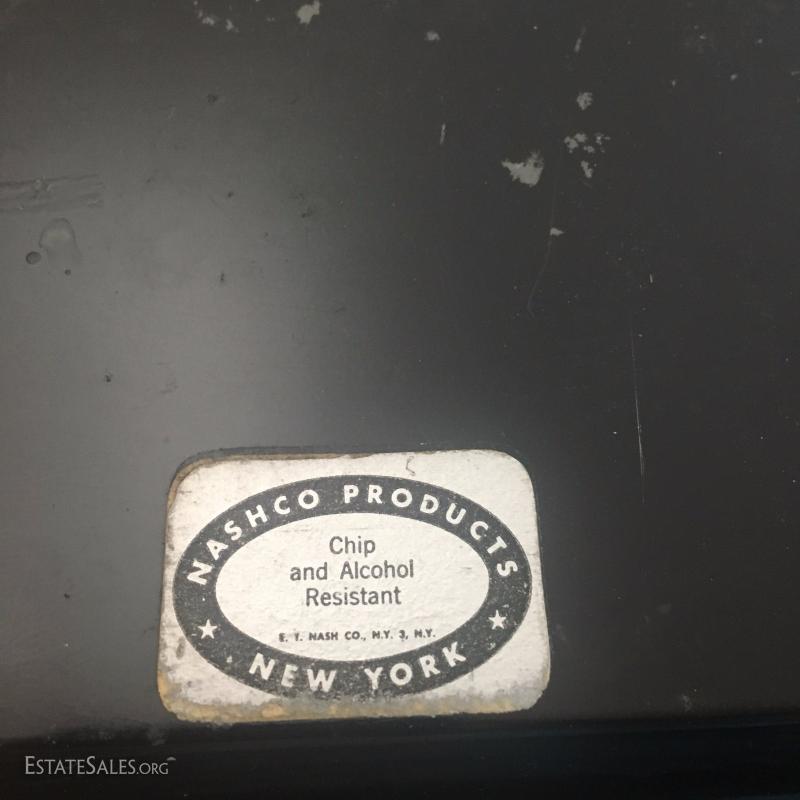 NASHCO PRODUCTS
Chip
and Alcohol
Resistant
E. T. NASH CO., N.Y. 3, N.Y.
NEW YORK
ESTATESALES.ORG